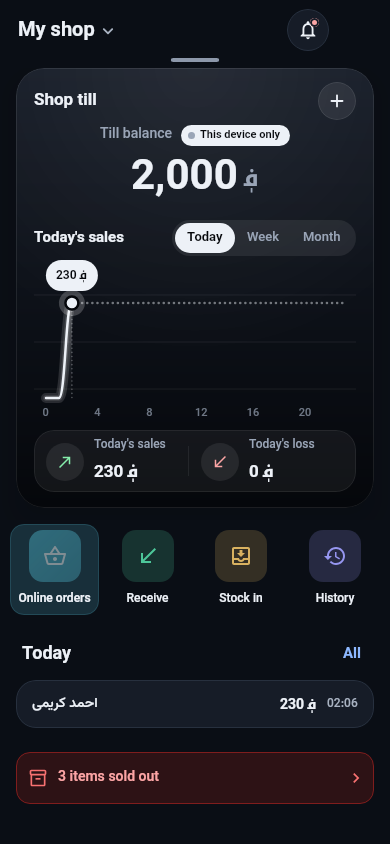 My shop
Shop till
Till balance
This device only
2,000 ؋
Today's sales
Today
Week
Month
230 ؋
0
4
8
12
16
20
Today's sales
230 ؋
Today's loss
0 ؋
Online orders
Receive
Stock in
History
Today
All
احمد کریمی
230 ؋
02:06
3 items sold out